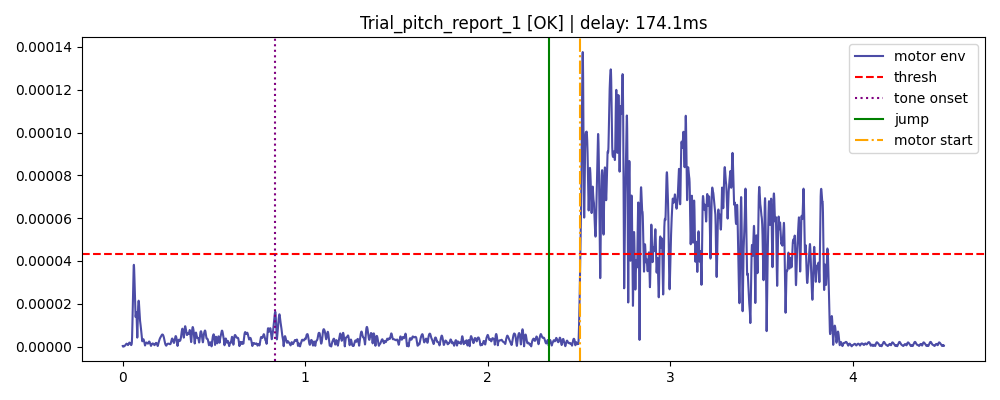 Trial_pitch_report_1 [OK] | delay: 174.1ms
0.00014
0.00012
0.00010
0.00008
0.00006
0.00004
0.00002
0.00000
motor env
thresh
tone onset
jump
motor start
0 1 2 3 4